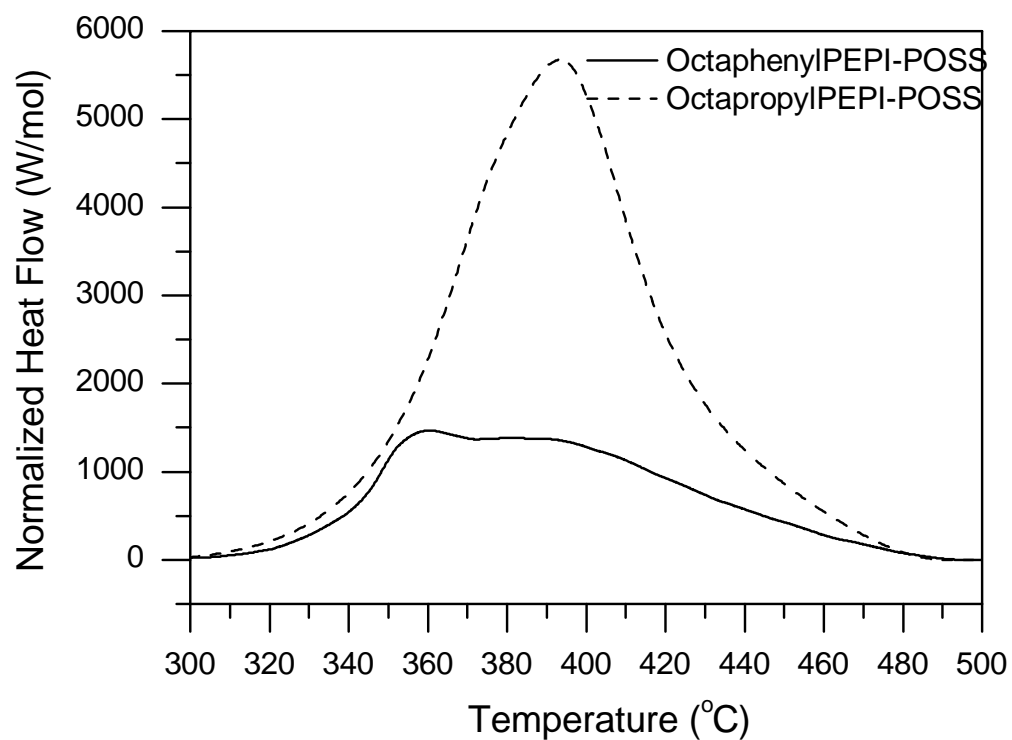 6000
5000
4000
3000
2000
1000
0
Normalized Heat Flow (W/mol)
OctaphenylPEPI-POSS
OctapropylPEPI-POSS
300 320 340 360 380 400 420 440 460 480 500
Temperature (°C)